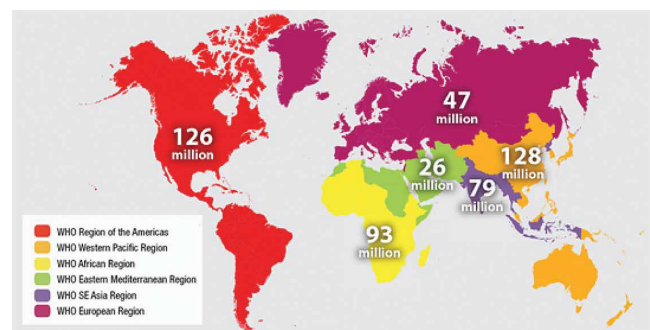 47
million
126
million
128
million
26
million
79
million
93
million
WHO Region of the Americas
WHO Western Pacific Region
WHO African Region
WHO Eastern Mediterranean Region
WHO SE Asia Region
WHO European Region